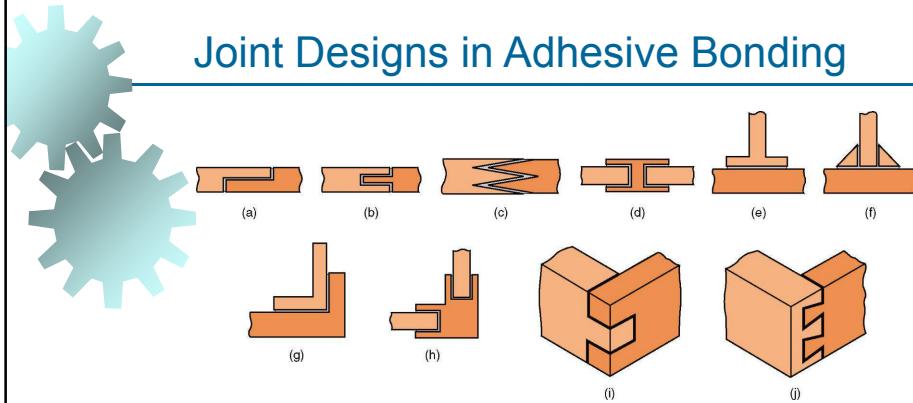 Joint Designs in Adhesive Bonding
(a) (b) (c) (d) (e) (f)
(g) (h) (i) (j)